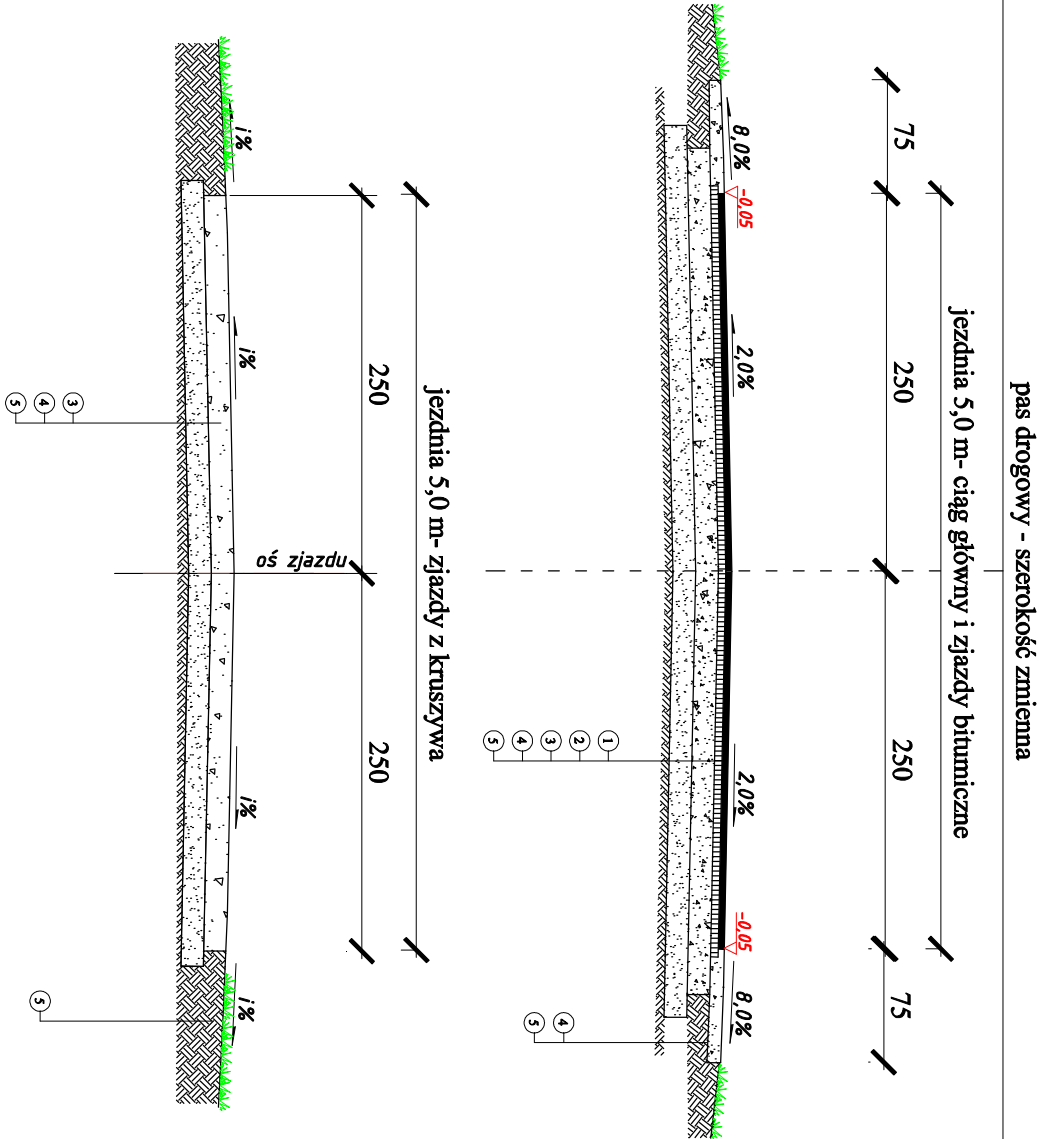 pas drogowy - szerokość zmienna
jezdnia 5,0 m- ciąg główny i zjazdy bitumiczne
75
250
250
75
8,0%
-0,05
2,0%
2,0%
-0,05
8,0%
1
2
3
4
5
4
5
jezdnia 5,0 m- zjazdy z kruszywa
250
250
oś zjazdu
i%
i%
i%
i%
3
4
5
5